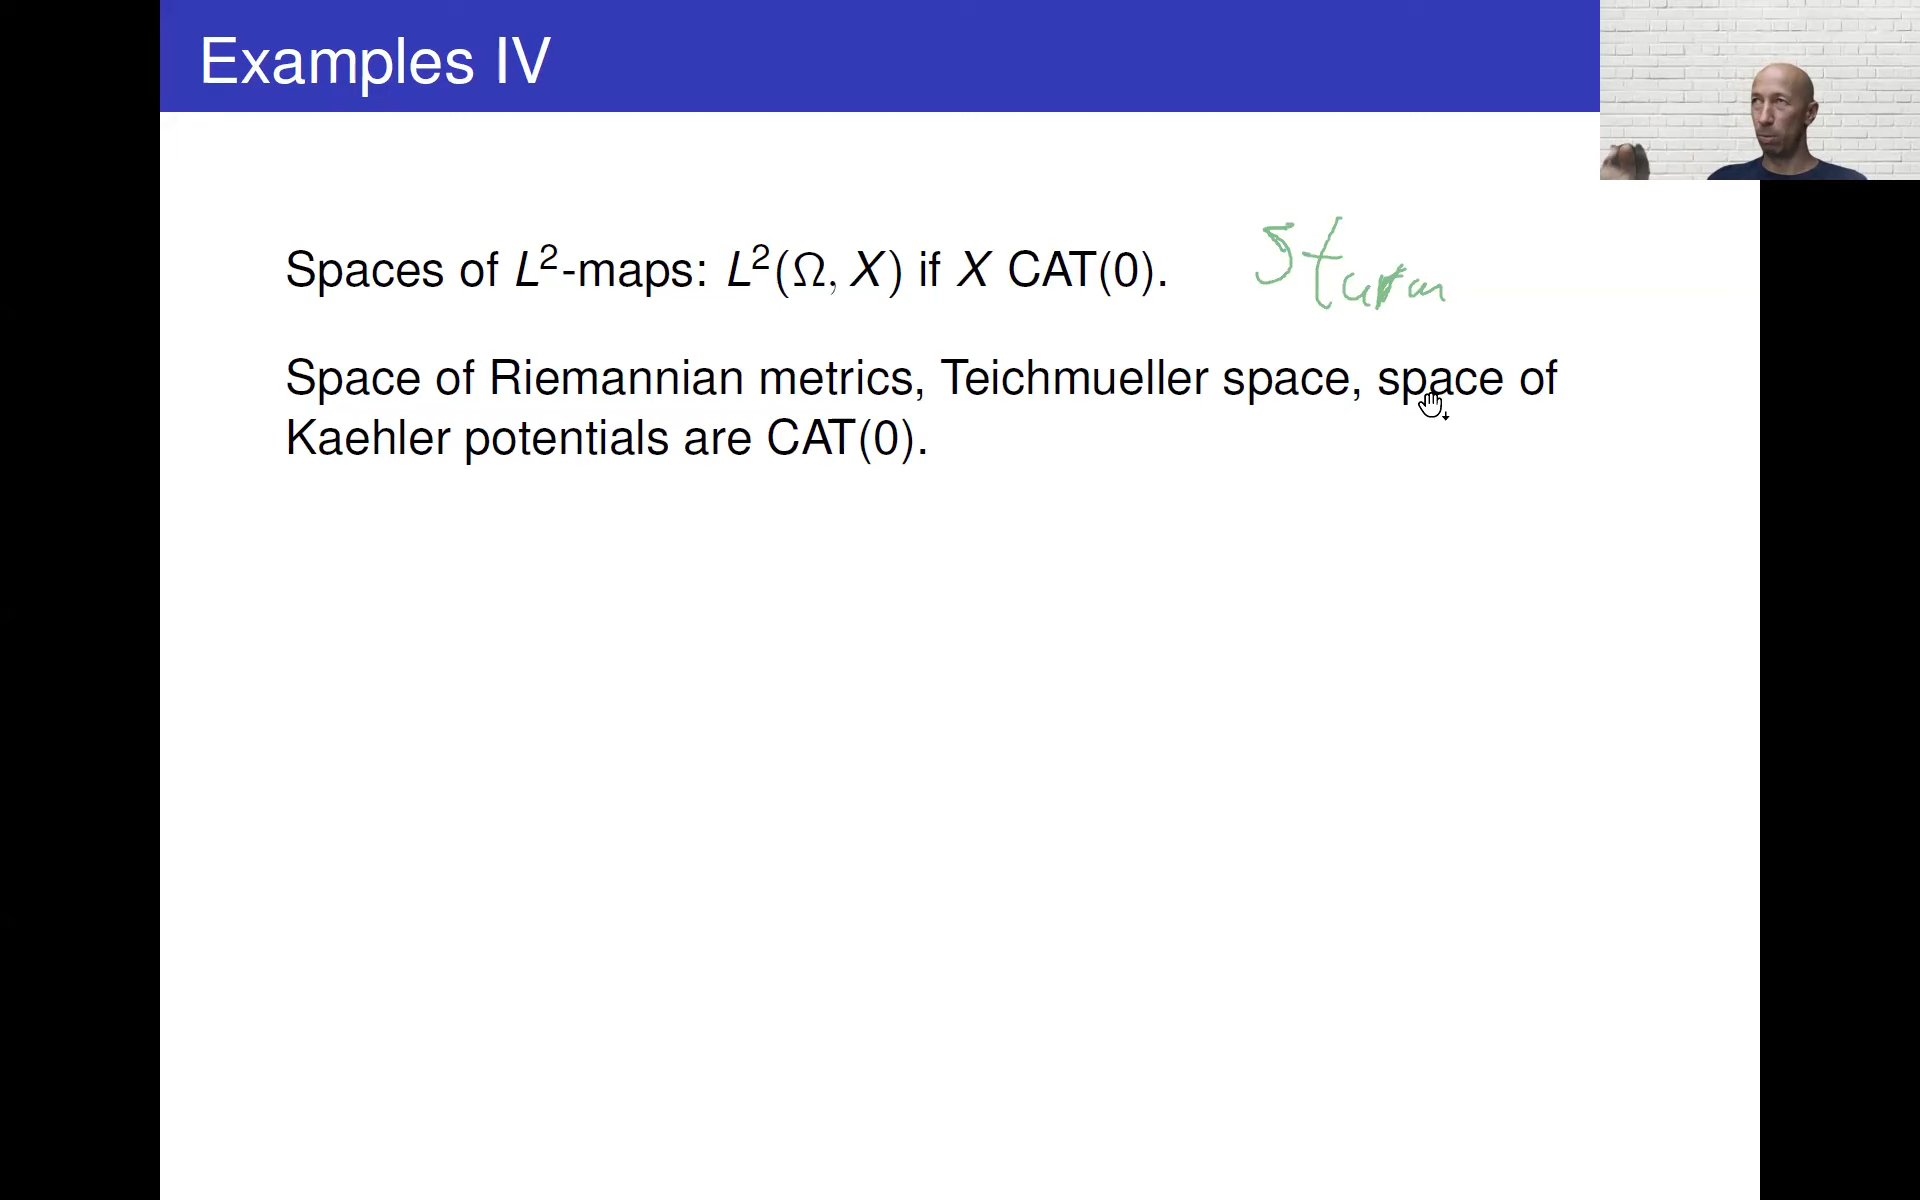 Examples IV
Spaces of L²-maps: L²(Ω, X) if X CAT(0). Sturm
Space of Riemannian metrics, Teichmueller space, space of
Kaehler potentials are CAT(0).